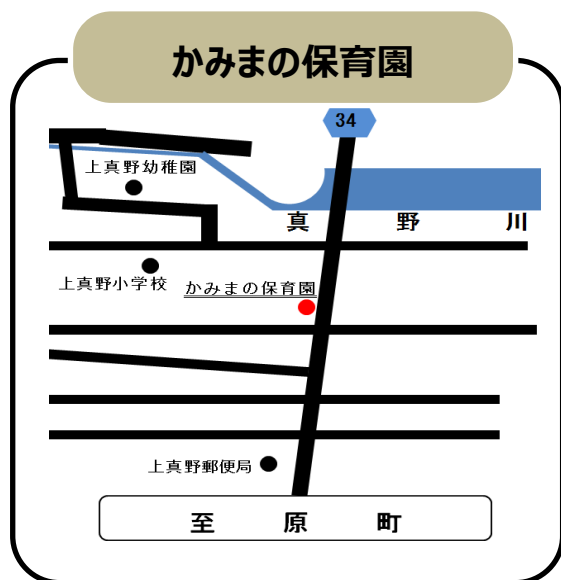 かみまの保育園
34
上真野幼稚園
真野川
上真野小学校
かみまの保育園
上真野郵便局
至原町